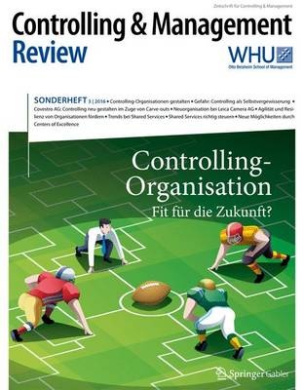 Zeitschrift für Controlling & Management
Controlling & Management
Review
WHU
Otto Beisheim School of Management
SONDERHEFT 3 | 2016 • Controlling Organisationen gestalten • Gefahr: Controlling als Selbstvergewisserung •
Covestro AG: Controlling neu gestalten im Zuge von Carve-outs • Neuorganisation bei Leica Camera AG • Agilität und Resi-
lienz von Organisationen fördern • Trends bei Shared Services • Shared Services richtig steuern • Neue Möglichkeiten durch
Centers of Excellence
Controlling-
Organisation
Fit für die Zukunft?
Springer Gabler